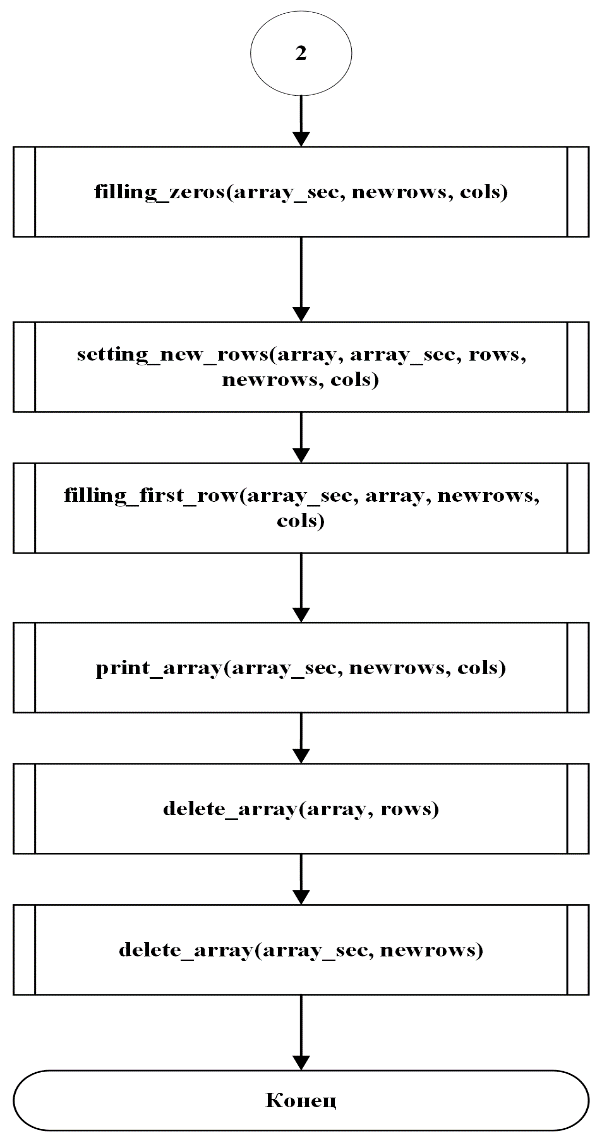 2
filling_zeros(array_sec, newrows, cols)
setting_new_rows(array, array_sec, rows,
newrows, cols)
filling_first_row(array_sec, array, newrows,
cols)
print_array(array_sec, newrows, cols)
delete_array(array, rows)
delete_array(array_sec, newrows)
Конец